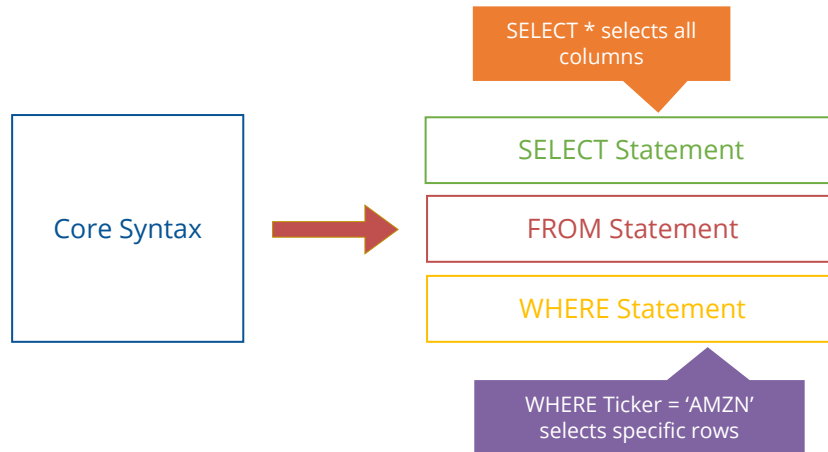 SELECT * selects all
columns
SELECT Statement
Core Syntax
FROM Statement
WHERE Statement
WHERE Ticker = ‘AMZN’
selects specific rows